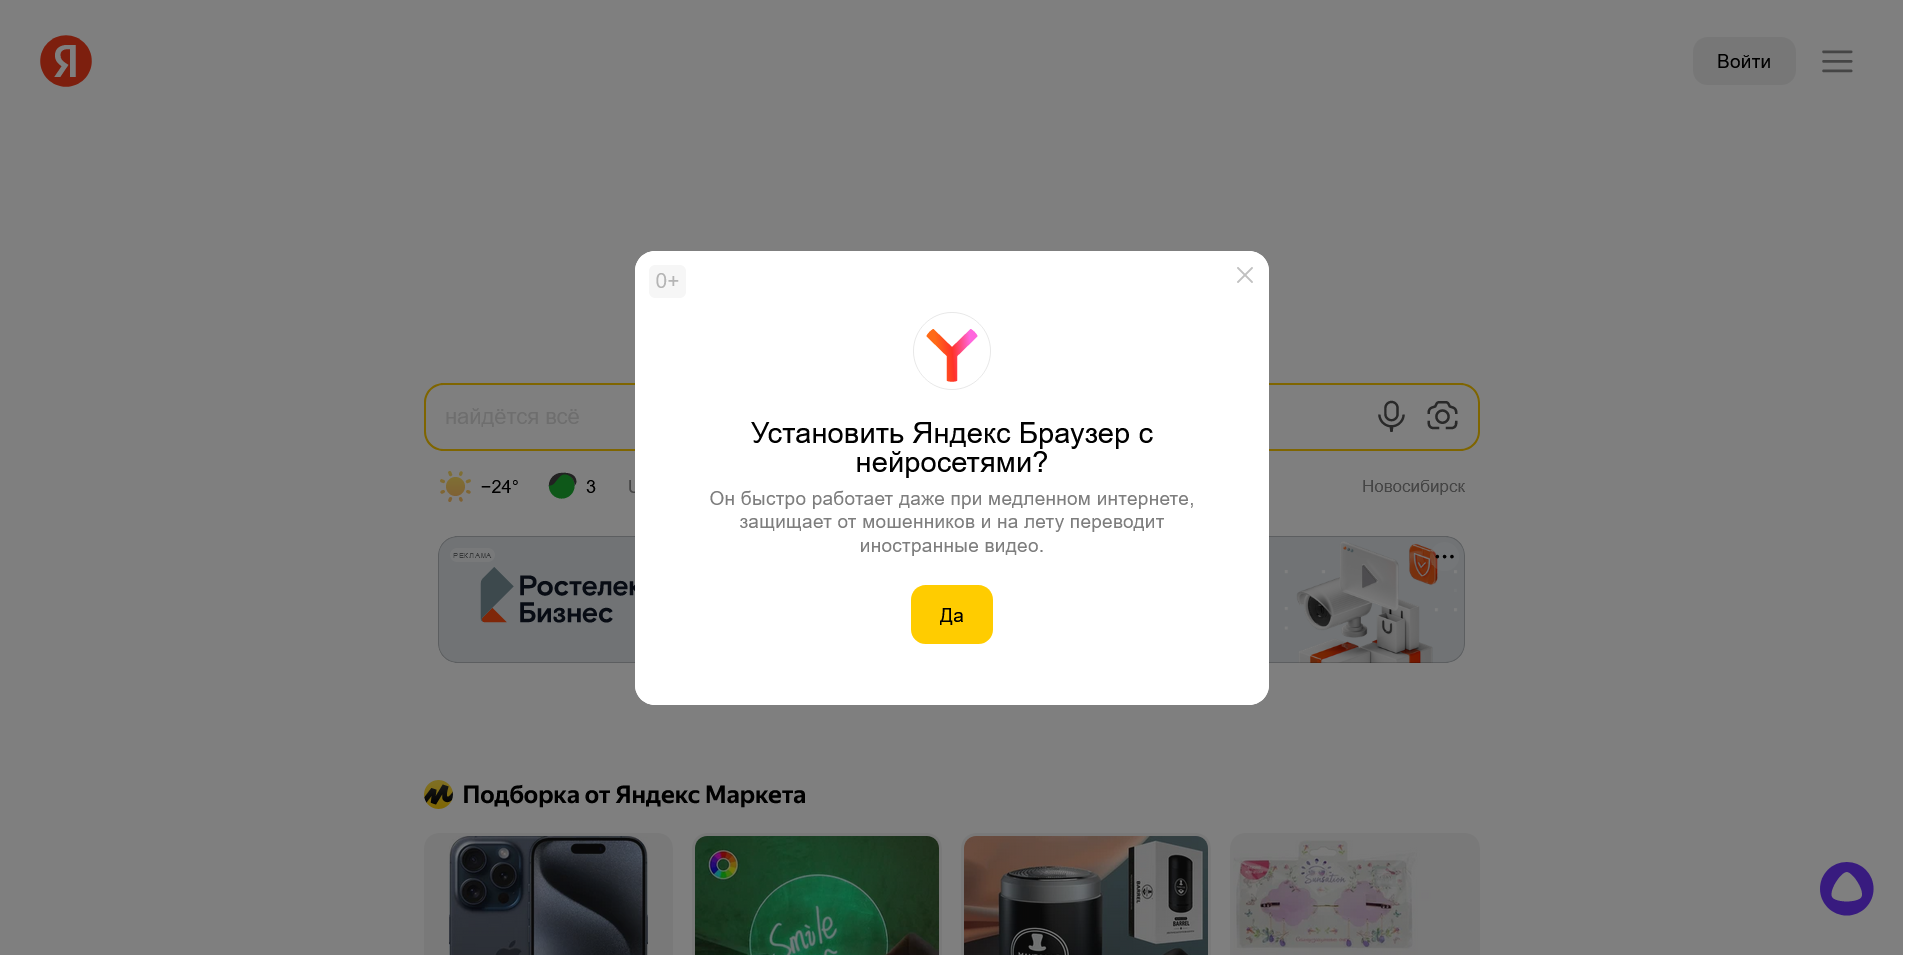 Я
Войти
0+
Установить Яндекс Браузер с
нейросетями?
Он быстро работает даже при медленном интернете,
защищает от мошенников и на лету переводит
иностранные видео.
Да
найдётся всё
−24°
3
Новосибирск
РЕКЛАМА
Ростелек
Бизнес
Подборка от Яндекс Маркета
Smile
BARREL